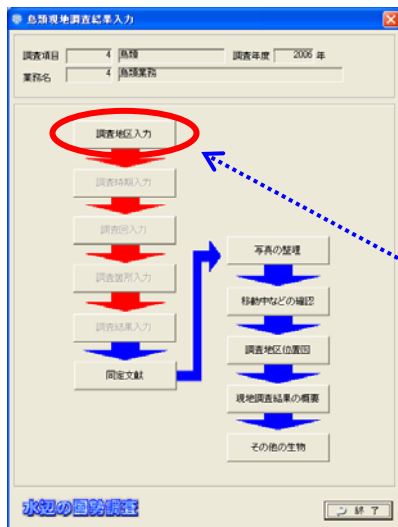 鳥類現地調査結果入力
調査項目 4 鳥類 調査年度 2006 年
業務名 4 鳥類業務
調査地区入力
調査時期入力
調査回入力
調査箇所入力
調査結果入力
同定文献
写真の整理
移動中などの確認
調査地区位置図
現地調査結果の概要
その他の生物
水辺の国勢調査
終 了